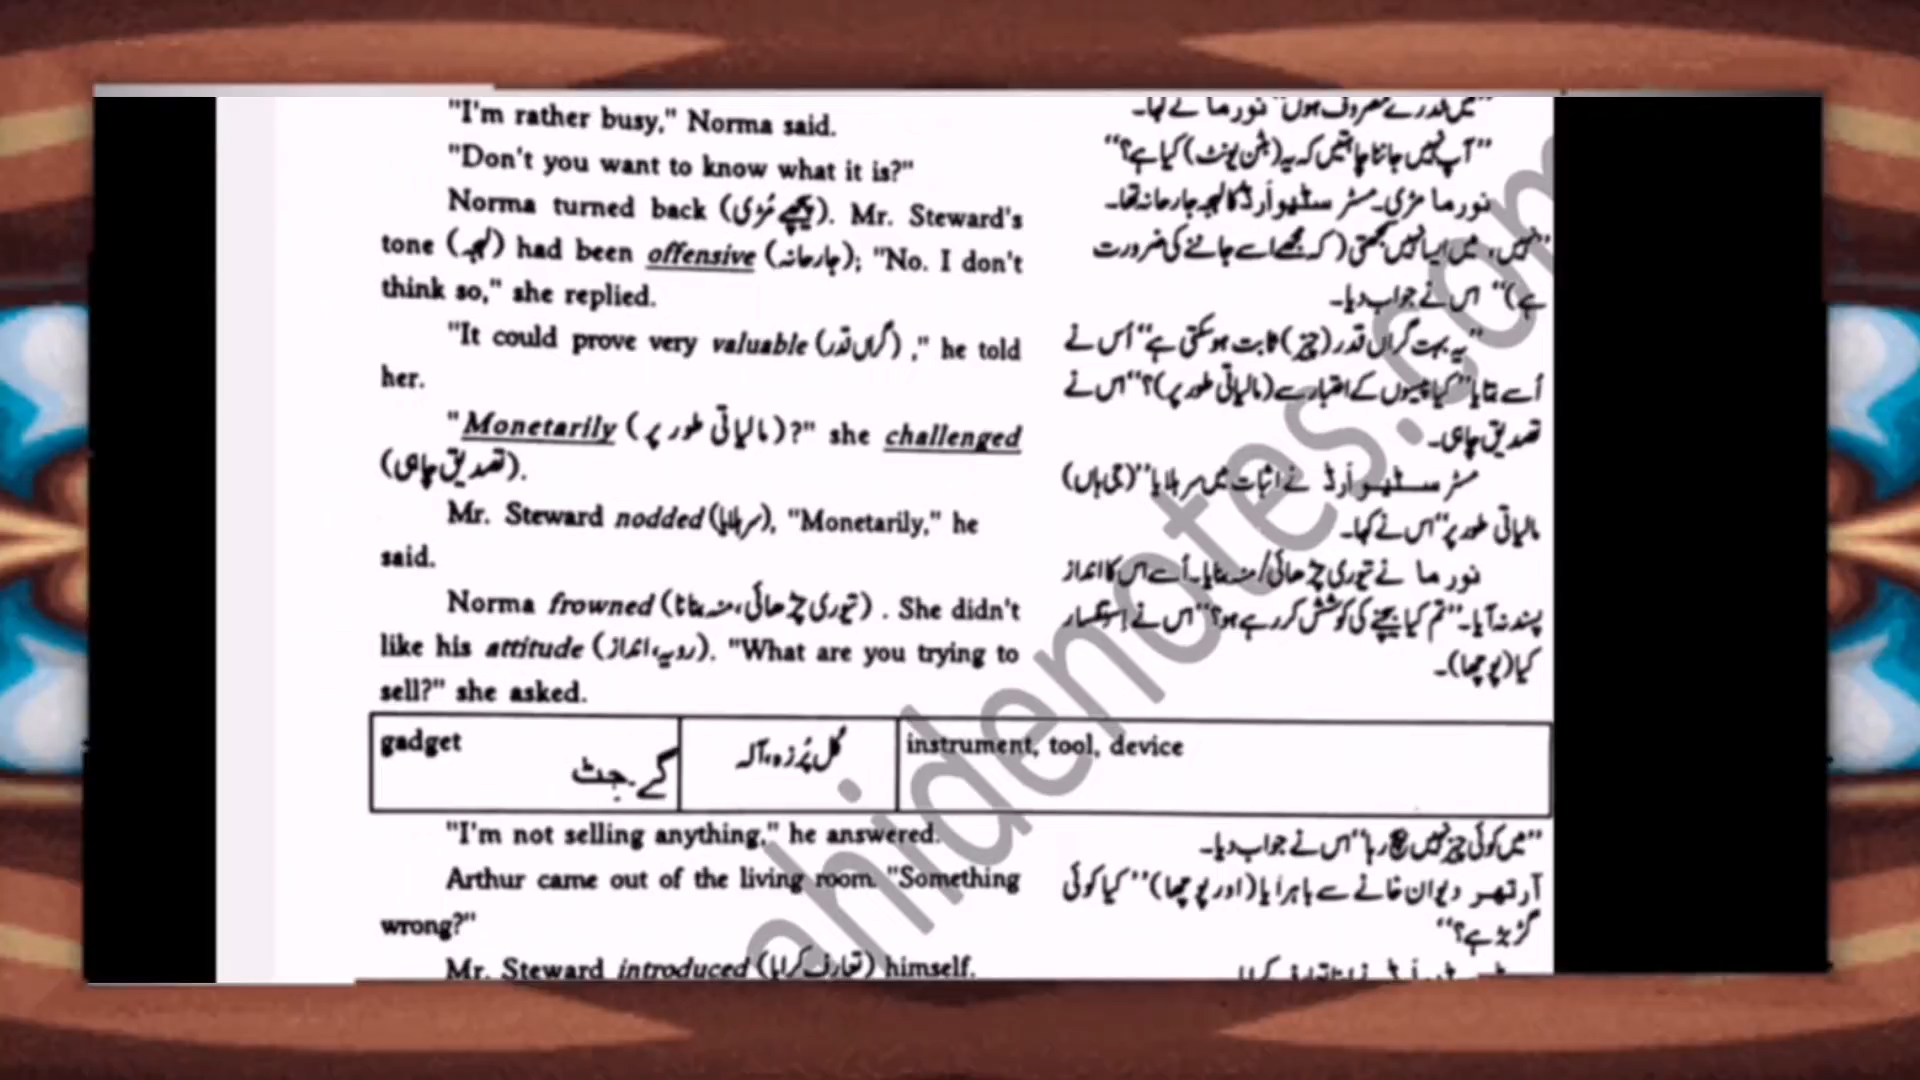 "I'm rather busy," Norma said.
"Don't you want to know what it is?"
Norma turned back (پیچھے مُڑی). Mr. Steward's
tone (لہجہ) had been offensive (جارحانہ); "No. I don't
think so," she replied.
"It could prove very valuable (گراں قدر) ," he told
her.
"Monetarily (مالیاتی طور پر)?" she challenged
(تصدیق چاہی).
Mr. Steward nodded (سر ہلایا), "Monetarily," he
said.
Norma frowned (تیوری چڑھائی، منہ بنانا) . She didn't
like his attitude (رویہ، انداز). "What are you trying to
sell?" she asked.
”میں قدرے مصروف ہوں“ نورما نے کہا۔
”آپ نہیں جاننا چاہتیں کہ یہ (بٹن یونٹ) کیا ہے؟“
نورما مڑی۔ مسٹر سٹیوارڈ کا لہجہ جارحانہ تھا۔
”نہیں، میں ایسا نہیں سمجھتی (کہ مجھے اسے جاننے کی ضرورت
ہے)“ اس نے جواب دیا۔
”یہ بہت گراں قدر (چیز) ثابت ہو سکتی ہے“ اُس نے
اُسے بتایا ”کیا پیسوں کے اعتبار سے (مالیاتی طور پر)؟“ اس نے
تصدیق چاہی۔
مسٹر سٹیوارڈ نے اثبات میں سر ہلایا ”(جی ہاں)
مالیاتی طور پر“ اس نے کہا۔
نورما نے تیوری چڑھائی/ منہ بنایا۔ اُسے اس کا انداز
پسند نہ آیا۔ ”تم کیا بیچنے کی کوشش کر رہے ہو؟“ اس نے استفسار
کیا (پوچھا)۔
gadget گے۔جٹ کل پُرزہ، آلہ instrument, tool, device
"I'm not selling anything," he answered.
Arthur came out of the living room. "Something
wrong?"
Mr. Steward introduced (تعارف کرایا) himself.
”میں کوئی چیز نہیں بیچ رہا“ اس نے جواب دیا۔
آرتھر دیوان خانے سے باہر آیا (اور پوچھا) ”کیا کوئی
گڑبڑ ہے؟“
ahidenotes.com